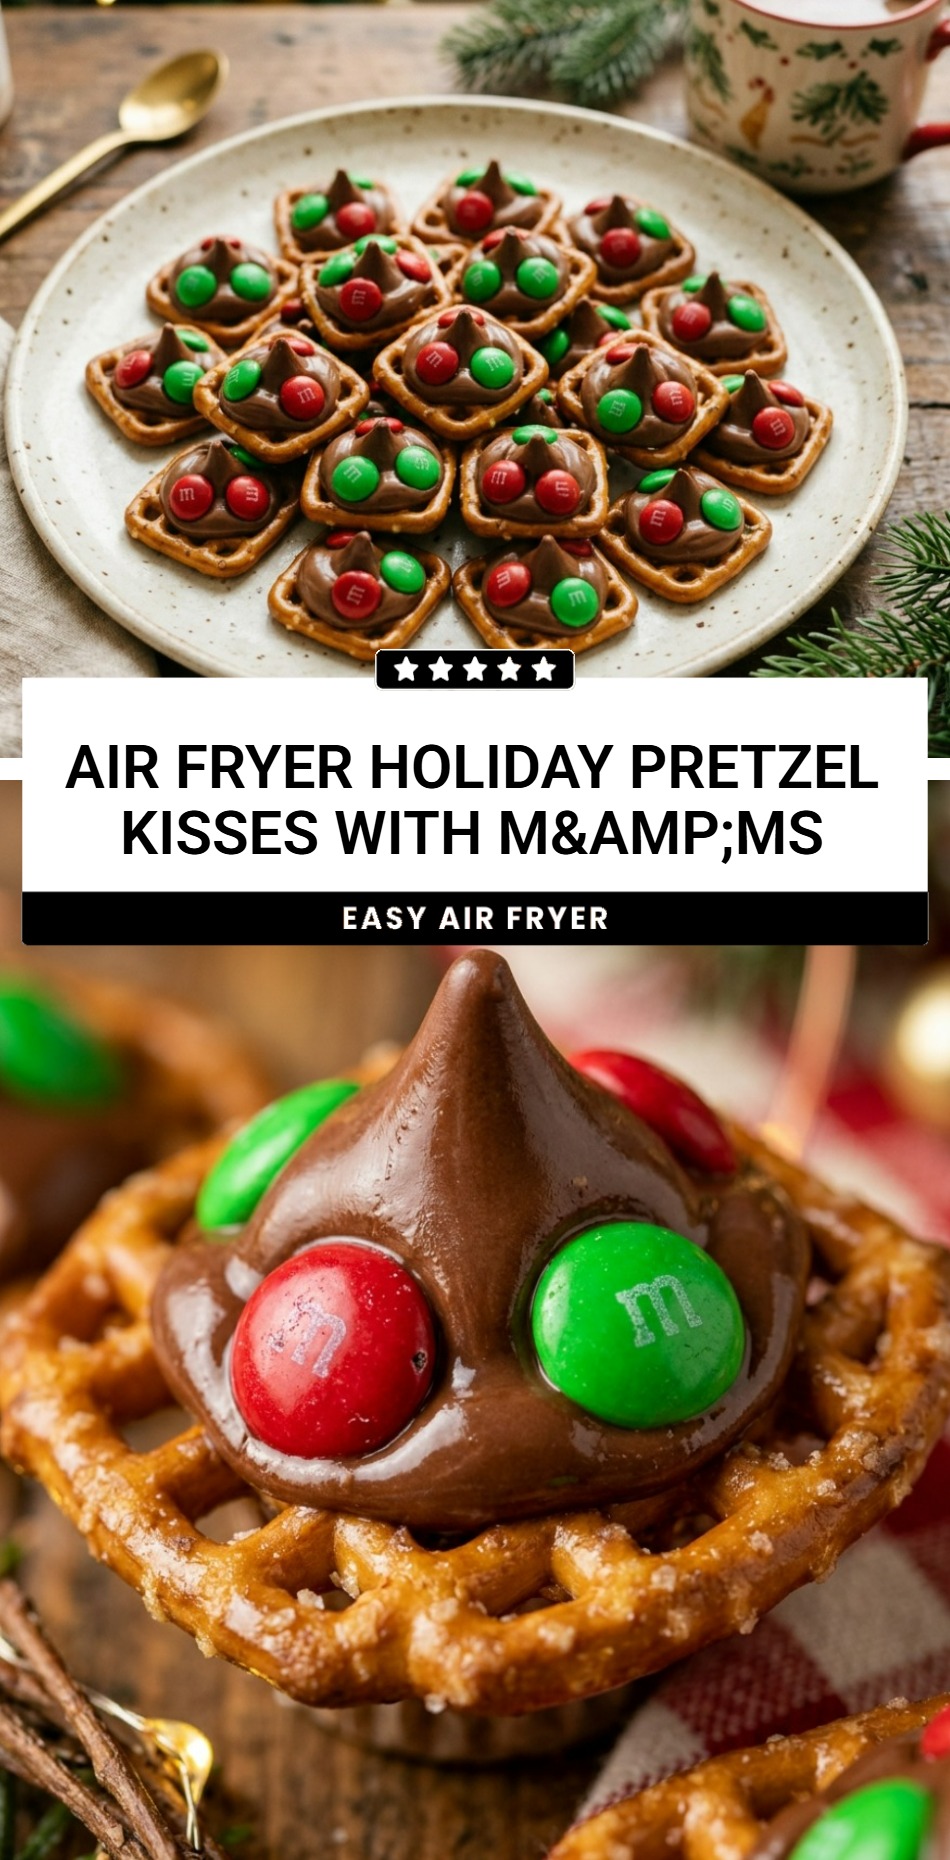 AIR FRYER HOLIDAY PRETZEL
KISSES WITH M&AMP;MS
EASY AIR FRYER
m
m